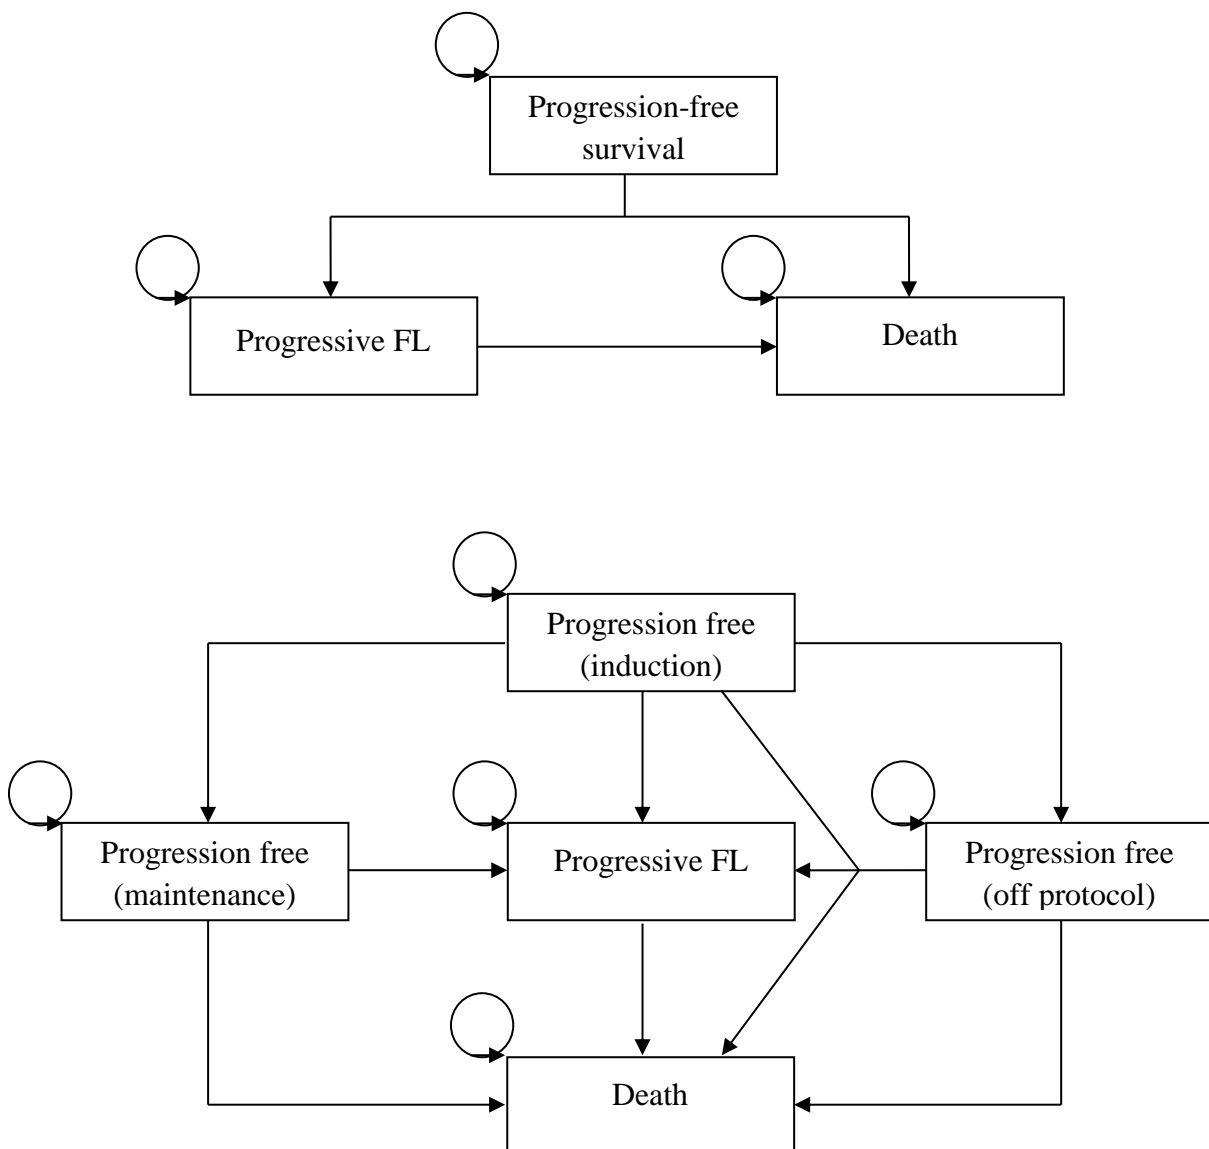 Progression-free
survival
Progressive FL
Death
Progression free
(induction)
Progression free
(maintenance)
Progressive FL
Progression free
(off protocol)
Death